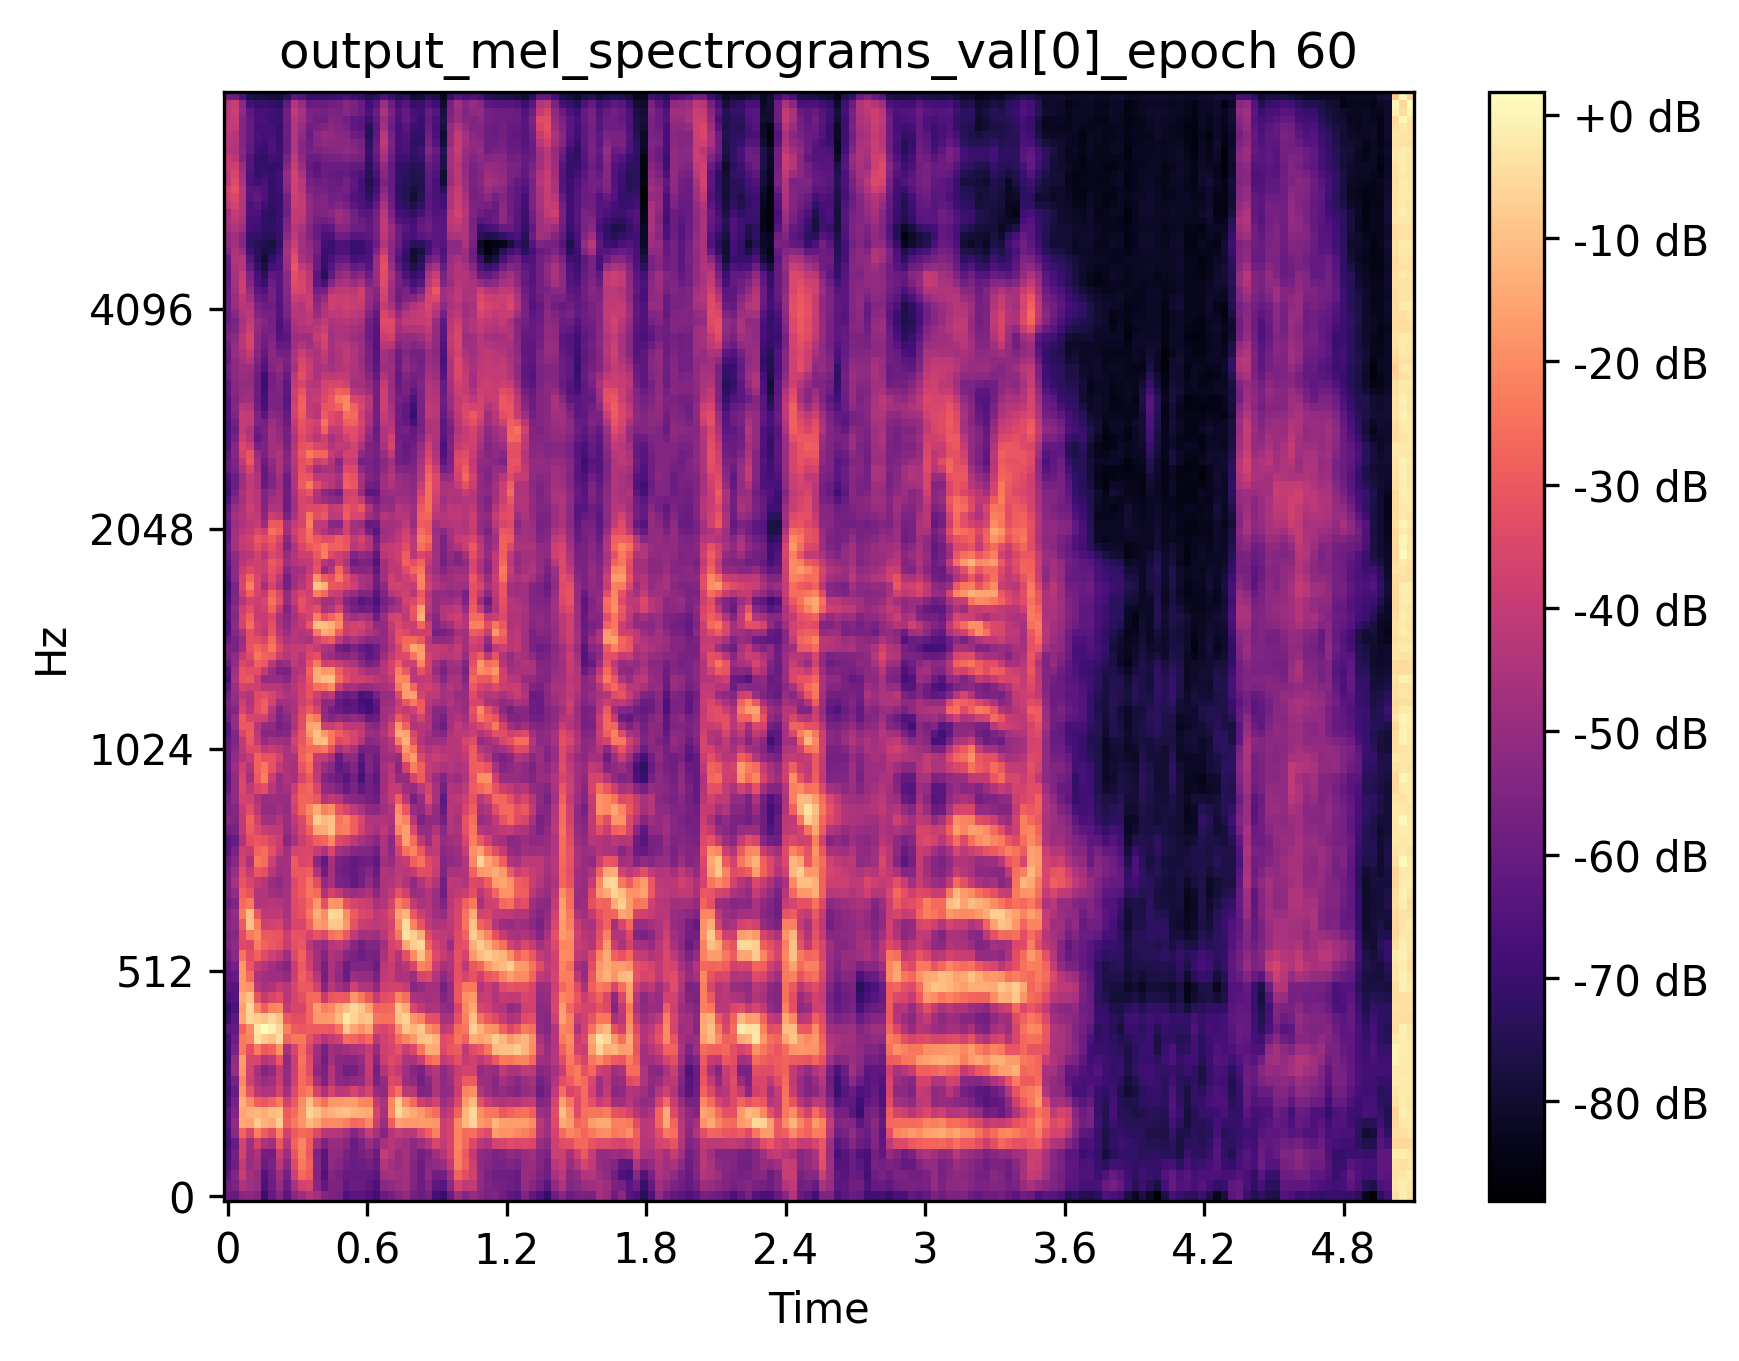 output_mel_spectrograms_val[0]_epoch 60
Hz
4096
2048
1024
512
0
0 0.6 1.2 1.8 2.4 3 3.6 4.2 4.8
Time
+0 dB
-10 dB
-20 dB
-30 dB
-40 dB
-50 dB
-60 dB
-70 dB
-80 dB